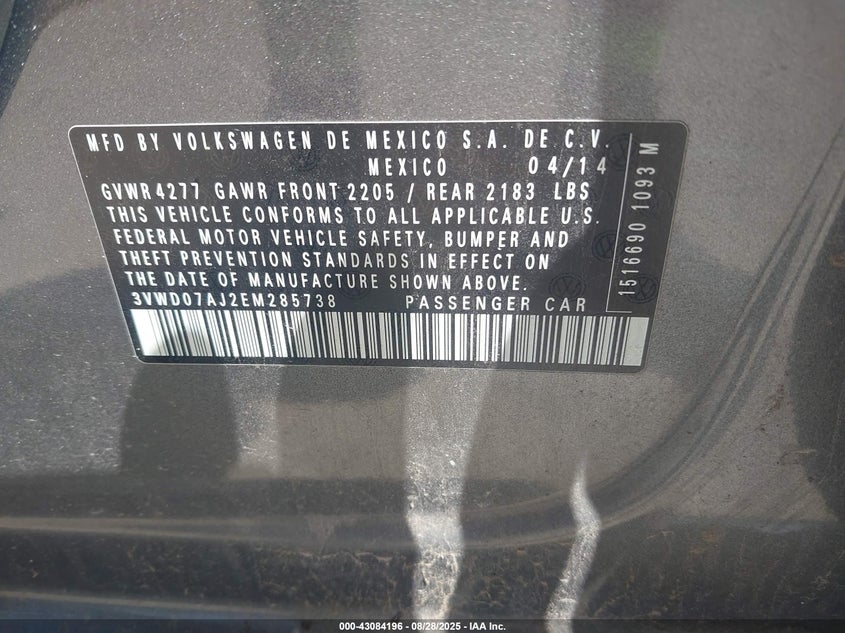 MFD BY VOLKSWAGEN DE MEXICO S.A. DE C.V.
MEXICO 04/14
GVWR 4277 GAWR FRONT 2205 / REAR 2183 LBS
THIS VEHICLE CONFORMS TO ALL APPLICABLE U.S.
FEDERAL MOTOR VEHICLE SAFETY, BUMPER AND
THEFT PREVENTION STANDARDS IN EFFECT ON
THE DATE OF MANUFACTURE SHOWN ABOVE.
3VWD07AJ2EM285738 PASSENGER CAR
1516690 1093 M
000-43084196 - 08/28/2025 - IAA Inc.